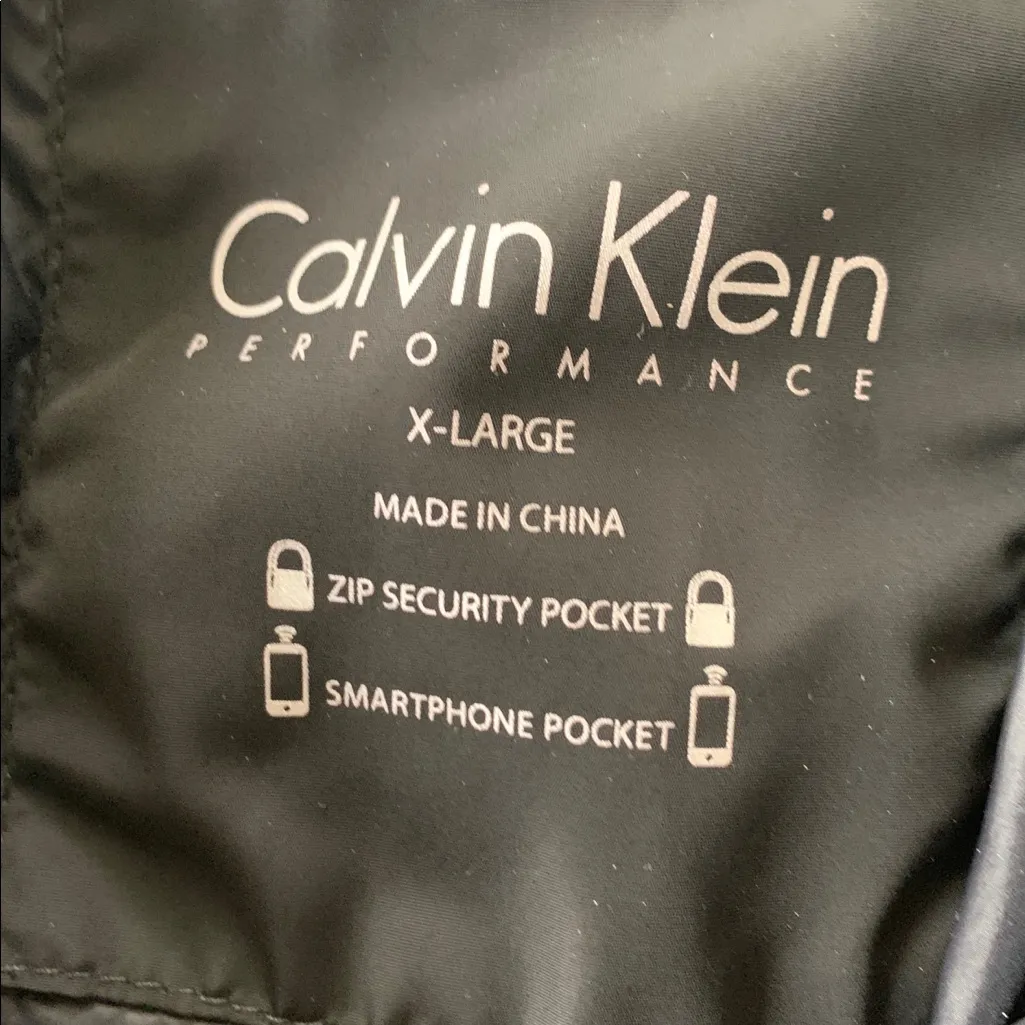 Calvin Klein
PERFORMANCE
X-LARGE
MADE IN CHINA
ZIP SECURITY POCKET
SMARTPHONE POCKET